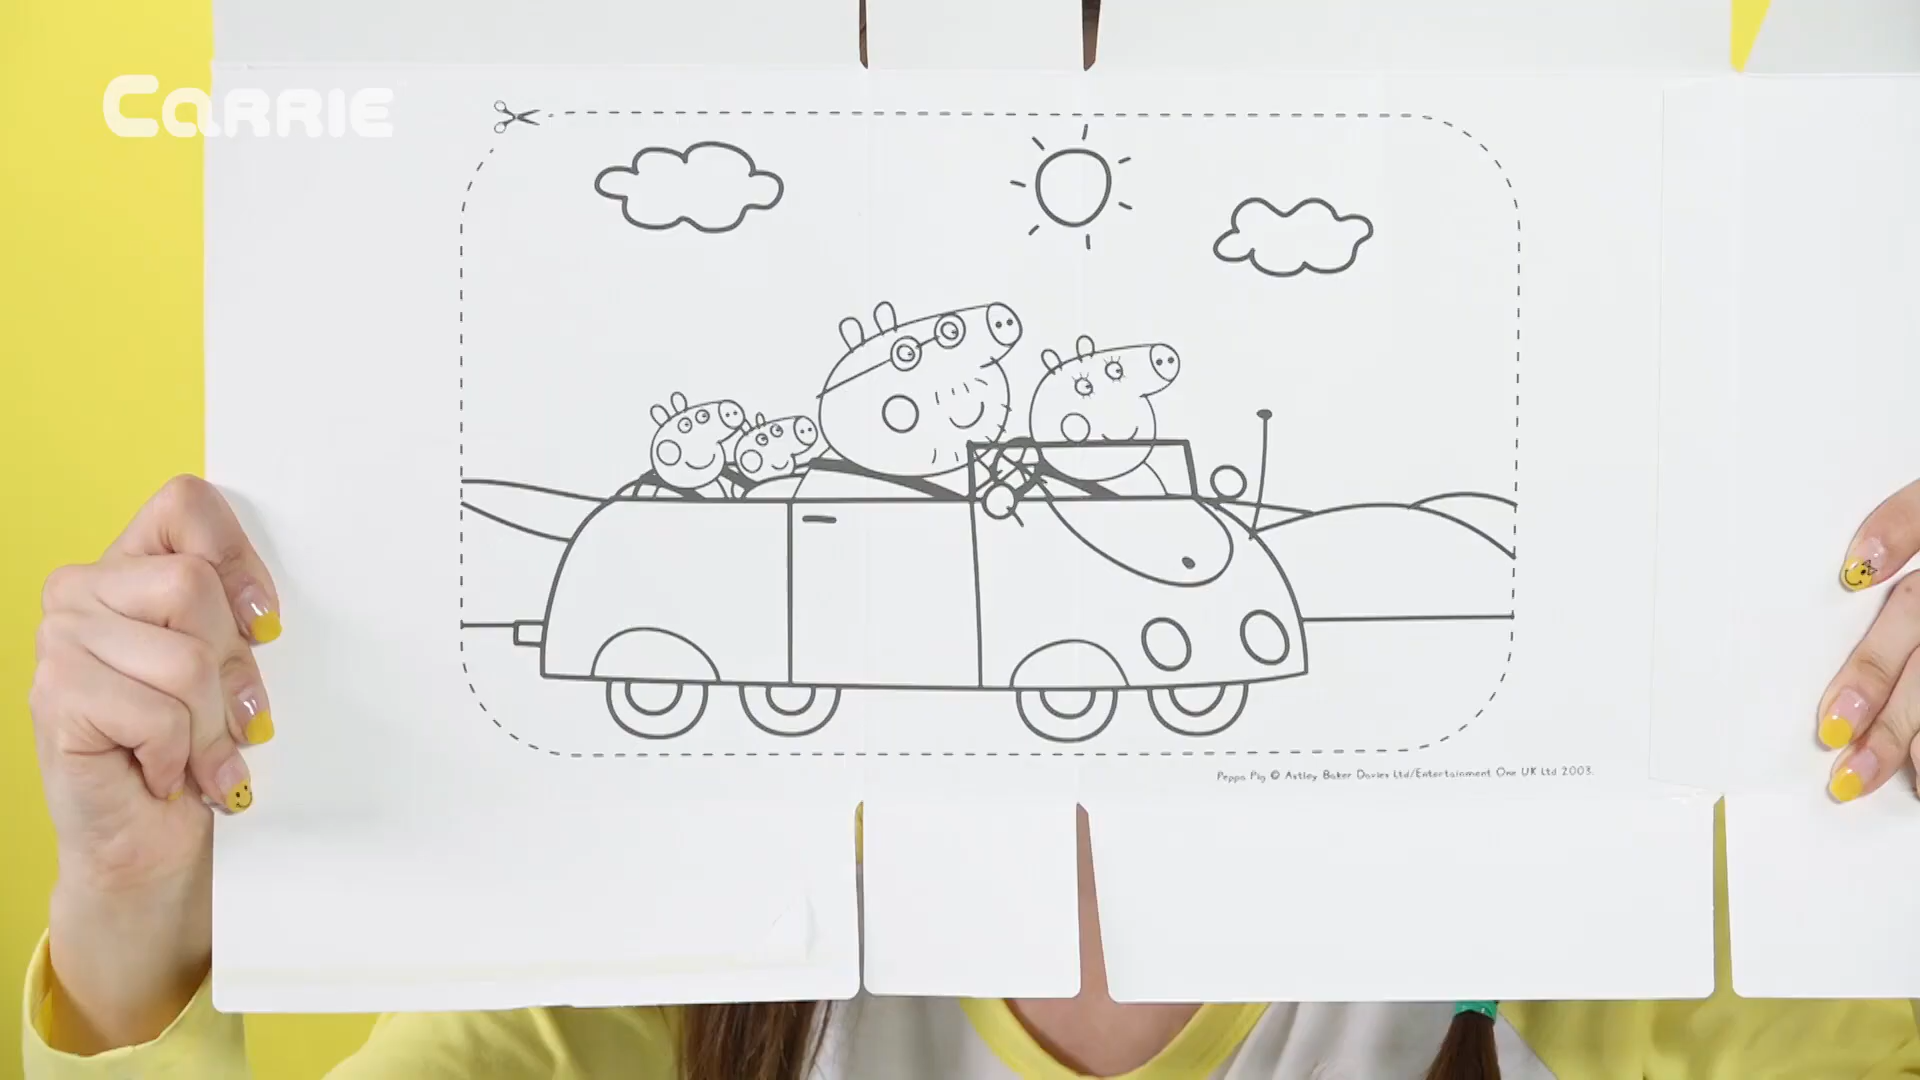 CaRRIE
Peppa Pig © Astley Baker Davies Ltd/Entertainment One UK Ltd 2003.